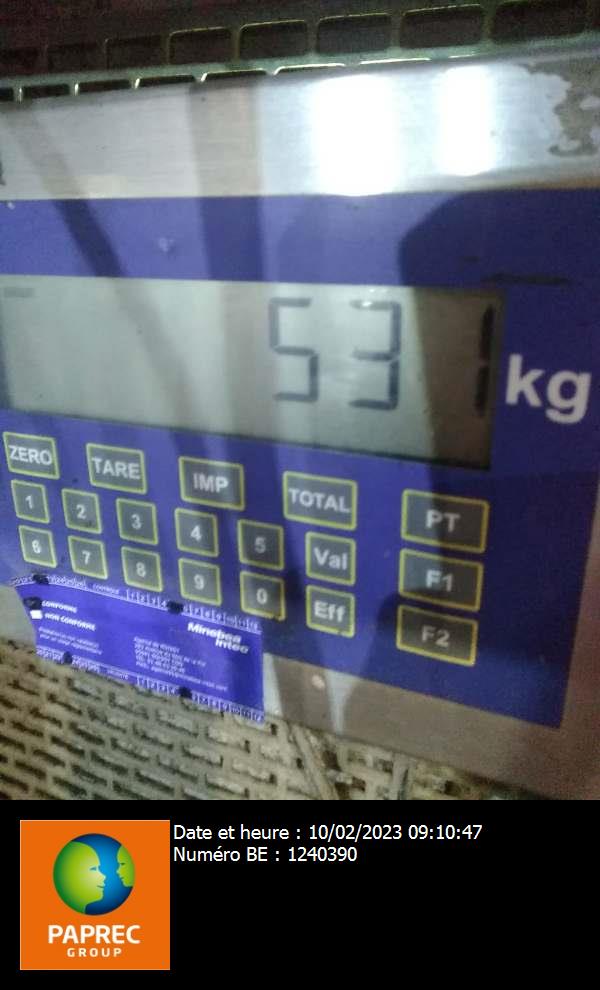 531
kg
ZERO TARE IMP TOTAL PT
1 2 3 4 5 Val F1
6 7 8 9 0 Eff F2
CONFORME
NON CONFORME
Minebea
Intec
Date et heure : 10/02/2023 09:10:47
Numéro BE : 1240390
PAPREC
GROUP